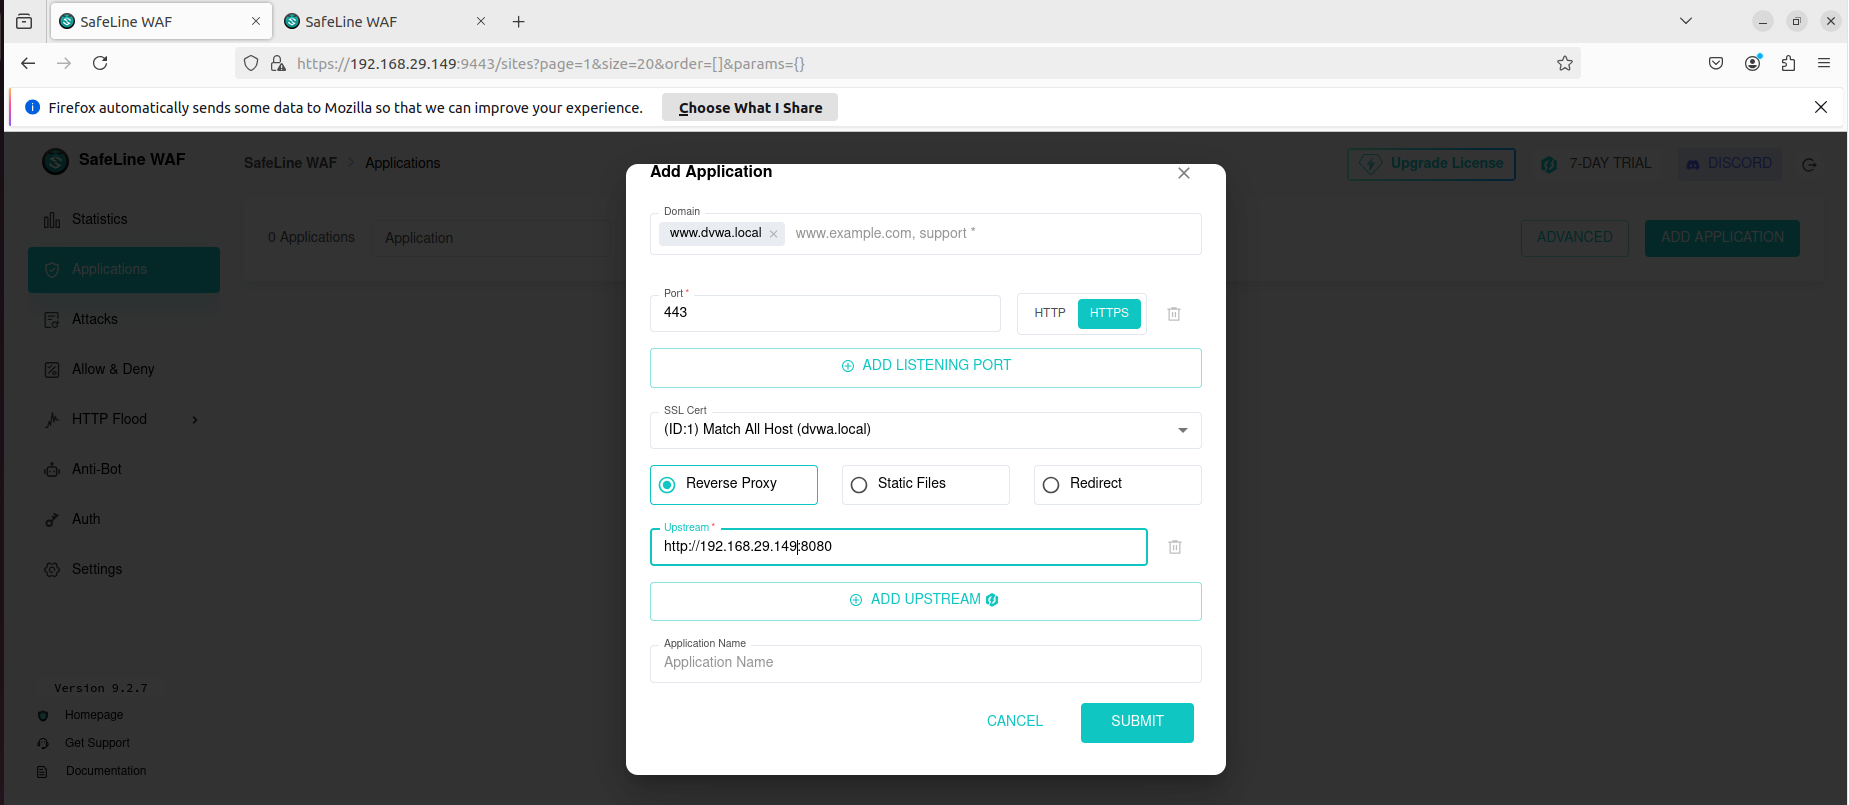 SafeLine WAF
SafeLine WAF
https://192.168.29.149:9443/sites?page=1&size=20&order=[]&params={}
Firefox automatically sends some data to Mozilla so that we can improve your experience.
Choose What I Share
SafeLine WAF
SafeLine WAF > Applications
Upgrade License
7-DAY TRIAL
DISCORD
Statistics
Applications
Attacks
Allow & Deny
HTTP Flood
Anti-Bot
Auth
Settings
Version 9.2.7
Homepage
Get Support
Documentation
0 Applications
Application
ADVANCED
ADD APPLICATION
Add Application
Domain
www.dvwa.local
www.example.com, support *
Port *
443
HTTP
HTTPS
ADD LISTENING PORT
SSL Cert
(ID:1) Match All Host (dvwa.local)
Reverse Proxy
Static Files
Redirect
Upstream *
http://192.168.29.149:8080
ADD UPSTREAM
Application Name
Application Name
CANCEL
SUBMIT